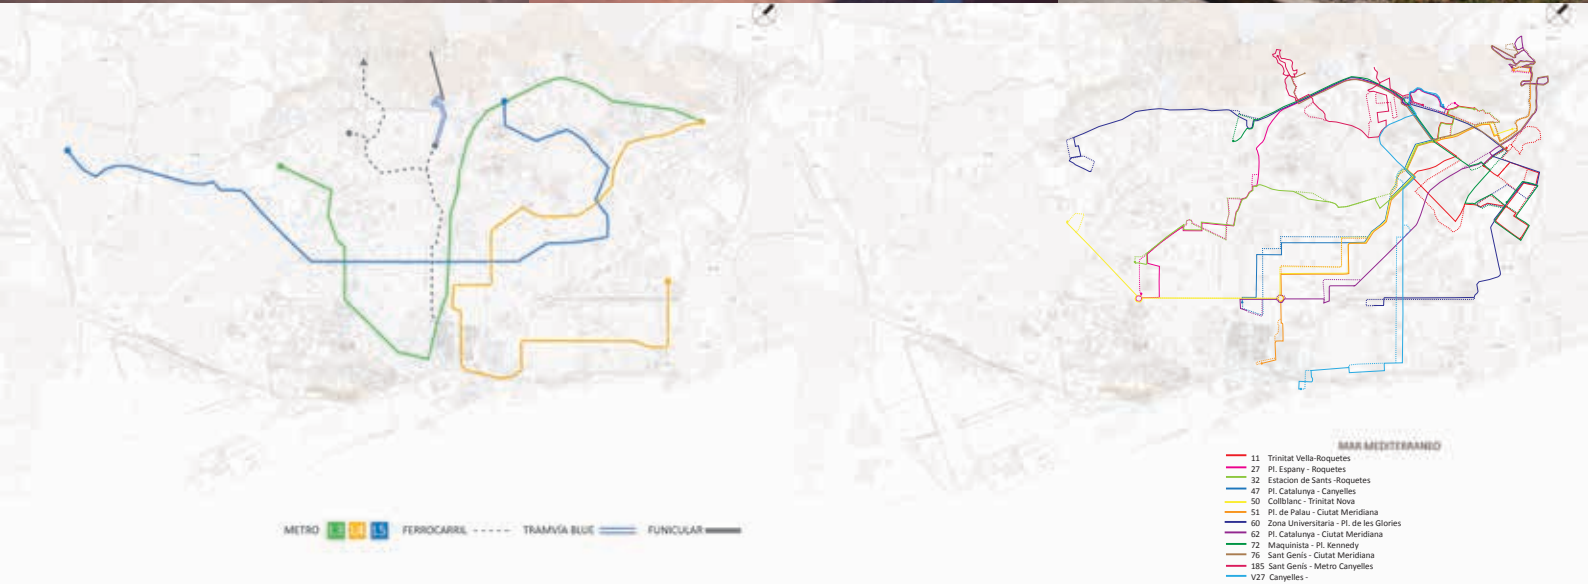 METRO L3 L4 L5 FERROCARRIL TRAMVÍA BLUE FUNICULAR
MAR MEDITERRANEO
11 Trinitat Vella-Roquetes
27 Pl. Espany - Roquetes
32 Estacion de Sants -Roquetes
47 Pl. Catalunya - Canyelles
50 Collblanc - Trinitat Nova
51 Pl. de Palau - Ciutat Meridiana
60 Zona Universitaria - Pl. de les Glories
62 Pl. Catalunya - Ciutat Meridiana
72 Maquinista - Pl. Kennedy
76 Sant Genís - Ciutat Meridiana
185 Sant Genís - Metro Canyelles
V27 Canyelles -